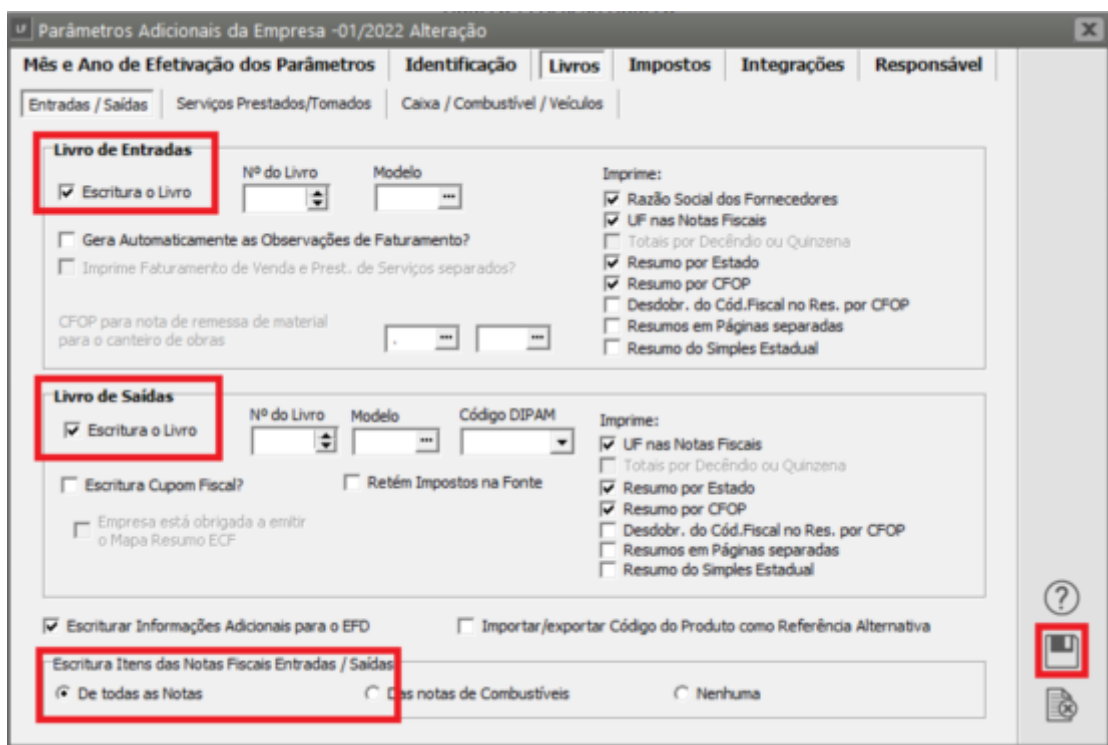 Parâmetros Adicionais da Empresa -01/2022 Alteração
Mês e Ano de Efetivação dos Parâmetros Identificação Livros Impostos Integrações Responsável
Entradas / Saídas Serviços Prestados/Tomados Caixa / Combustível / Veículos
Livro de Entradas
Nº do Livro Modelo Imprime:
Escritura o Livro
Razão Social dos Fornecedores
UF nas Notas Fiscais
Gera Automaticamente as Observações de Faturamento?
Totais por Decêndio ou Quinzena
Imprime Faturamento de Venda e Prest. de Serviços separados?
Resumo por Estado
Resumo por CFOP
Desdobr. do Cód.Fiscal no Res. por CFOP
CFOP para nota de remessa de material
para o canteiro de obras
Resumos em Páginas separadas
Resumo do Simples Estadual
Livro de Saídas
Nº do Livro Modelo Código DIPAM Imprime:
Escritura o Livro
UF nas Notas Fiscais
Totais por Decêndio ou Quinzena
Escritura Cupom Fiscal? Retém Impostos na Fonte
Resumo por Estado
Resumo por CFOP
Empresa está obrigada a emitir
o Mapa Resumo ECF
Desdobr. do Cód.Fiscal no Res. por CFOP
Resumos em Páginas separadas
Resumo do Simples Estadual
Escriturar Informações Adicionais para o EFD Importar/exportar Código do Produto como Referência Alternativa
Escritura Itens das Notas Fiscais Entradas / Saídas
De todas as Notas Das notas de Combustíveis Nenhuma